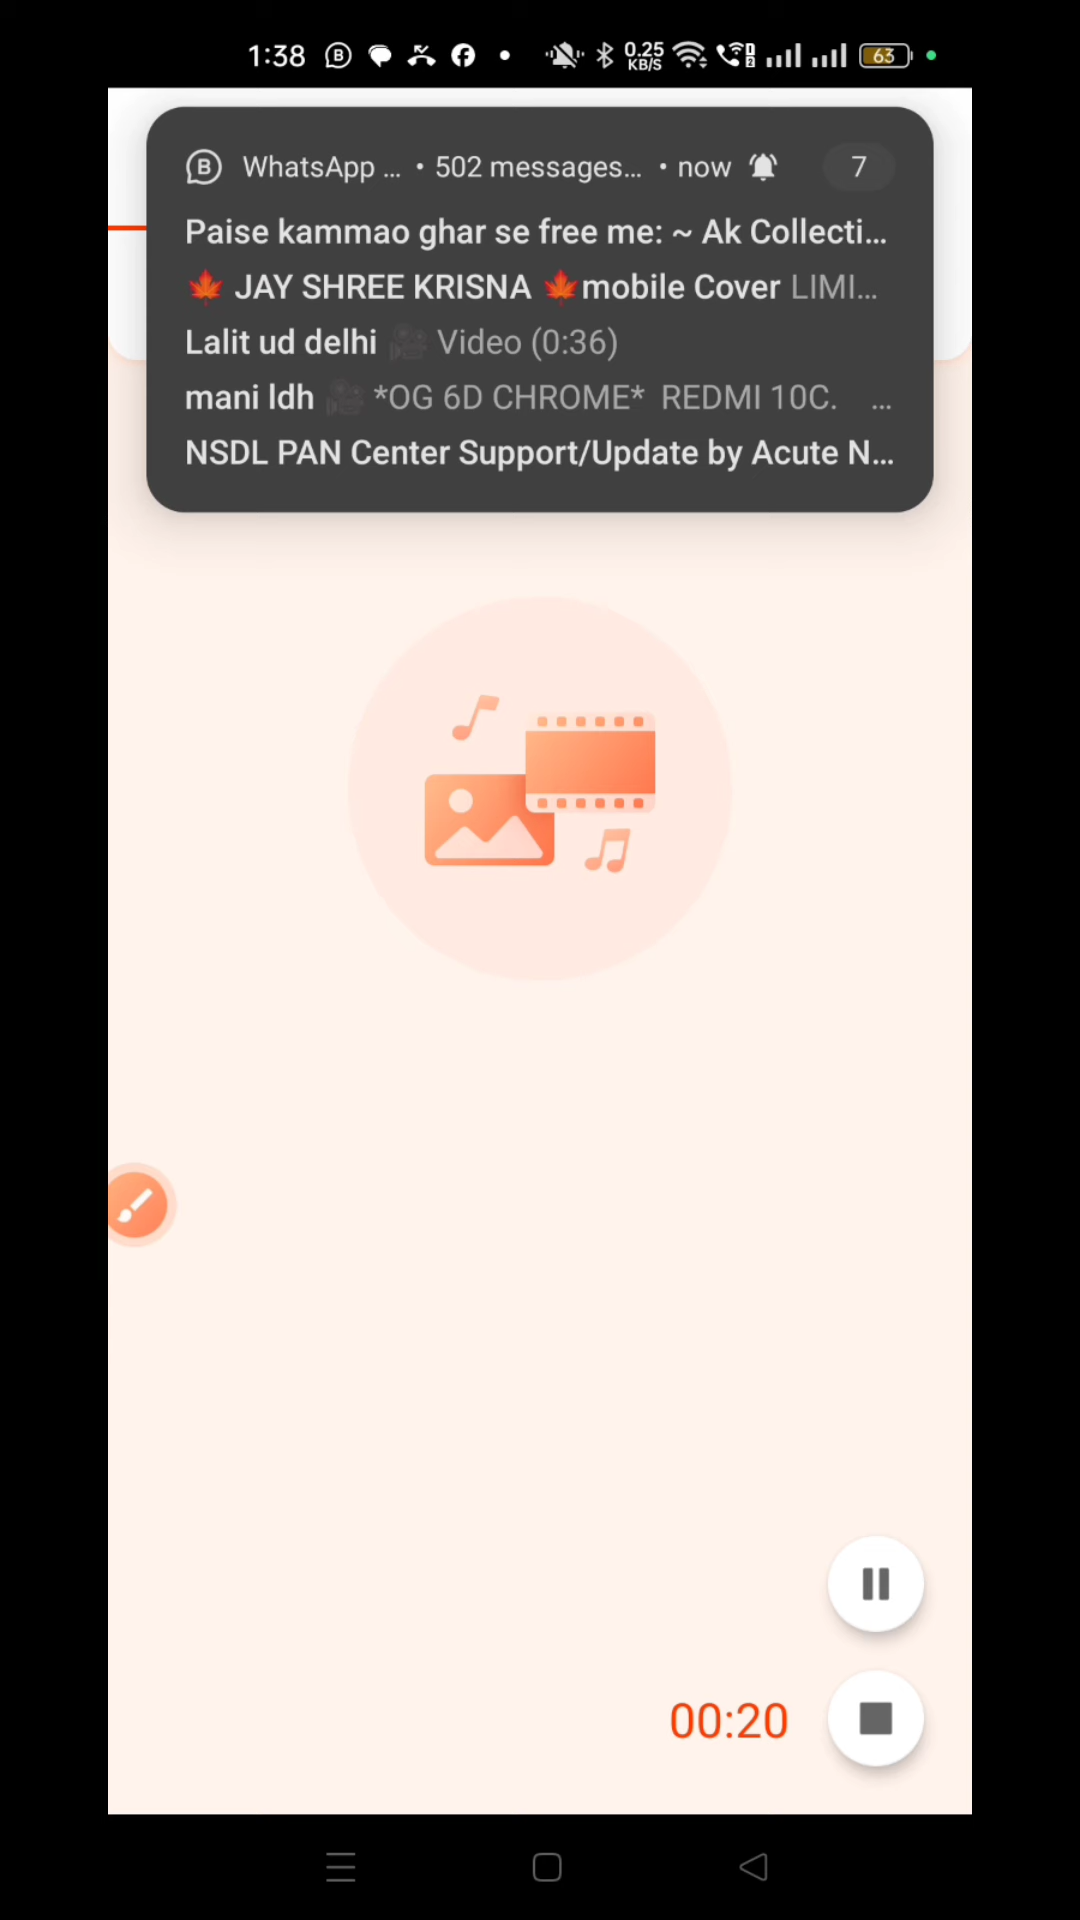 1:38 0.25 KB/S 63
WhatsApp ... • 502 messages... • now 7
Paise kammao ghar se free me: ~ Ak Collecti...
🍁 JAY SHREE KRISNA 🍁mobile Cover LIMI...
Lalit ud delhi 🎥 Video (0:36)
mani ldh 🎥 *OG 6D CHROME* REDMI 10C. ...
NSDL PAN Center Support/Update by Acute N...
00:20